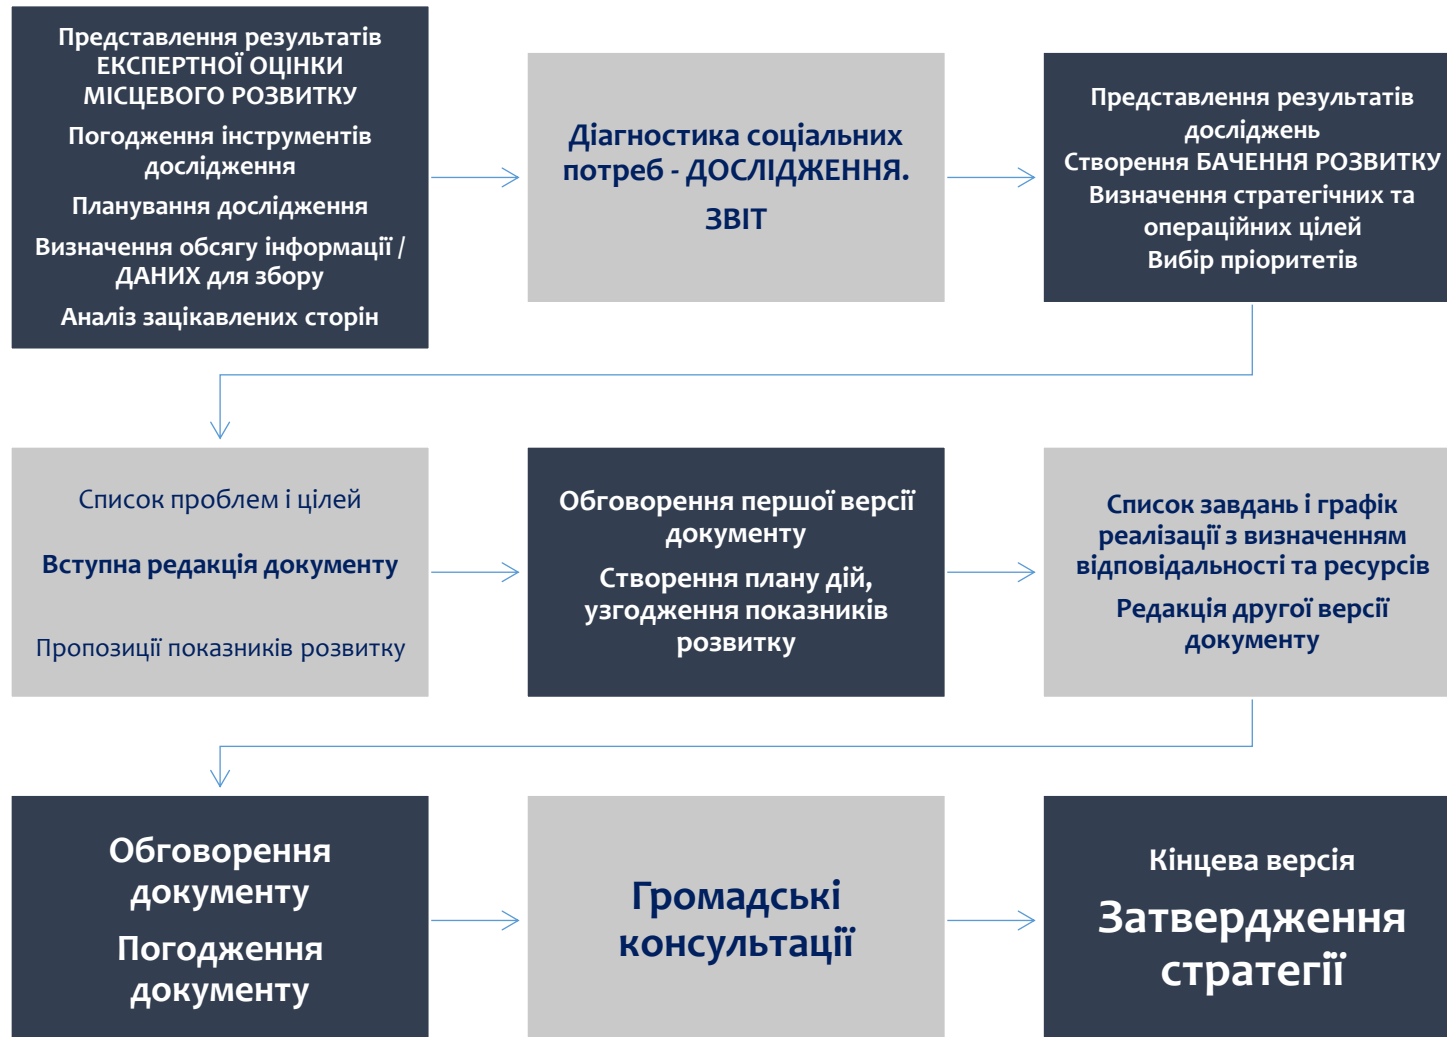 Представлення результатів
ЕКСПЕРТНОЇ ОЦІНКИ
МІСЦЕВОГО РОЗВИТКУ
Погодження інструментів
дослідження
Планування дослідження
Визначення обсягу інформації /
ДАНИХ для збору
Аналіз зацікавлених сторін
Діагностика соціальних
потреб - ДОСЛІДЖЕННЯ.
ЗВІТ
Представлення результатів
досліджень
Створення БАЧЕННЯ РОЗВИТКУ
Визначення стратегічних та
операційних цілей
Вибір пріоритетів
Список проблем і цілей
Вступна редакція документу
Пропозиції показників розвитку
Обговорення першої версії
документу
Створення плану дій,
узгодження показників
розвитку
Список завдань і графік
реалізації з визначенням
відповідальності та ресурсів
Редакція другої версії
документу
Обговорення
документу
Погодження
документу
Громадські
консультації
Кінцева версія
Затвердження
стратегії